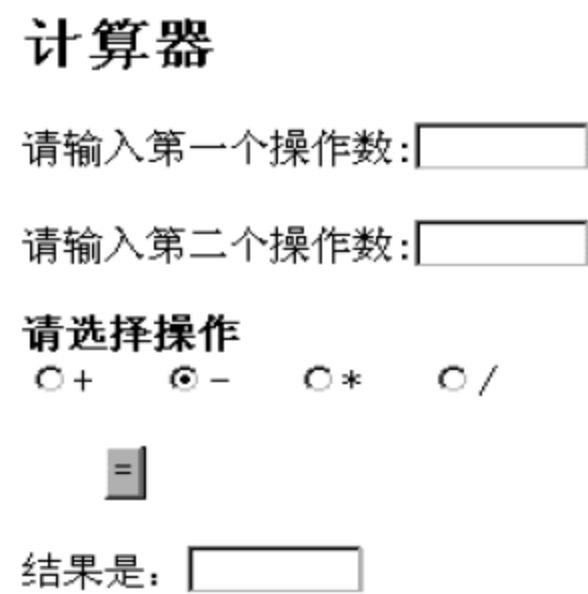 计算器
请输入第一个操作数:
请输入第二个操作数:
请选择操作
+ - * /
=
结果是：